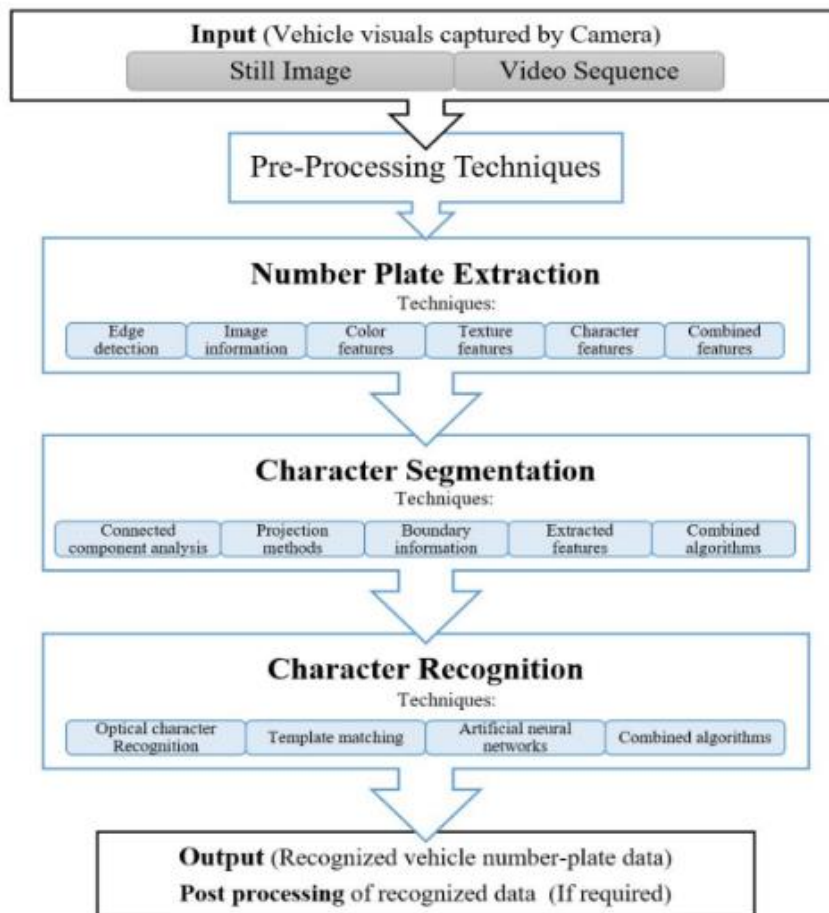 Input (Vehicle visuals captured by Camera)
Still Image
Video Sequence
Pre-Processing Techniques
Number Plate Extraction
Techniques:
Edge
detection
Image
information
Color
features
Texture
features
Character
features
Combined
features
Character Segmentation
Techniques:
Connected
component analysis
Projection
methods
Boundary
information
Extracted
features
Combined
algorithms
Character Recognition
Techniques:
Optical character
Recognition
Template matching
Artificial neural
networks
Combined algorithms
Output (Recognized vehicle number-plate data)
Post processing of recognized data (If required)